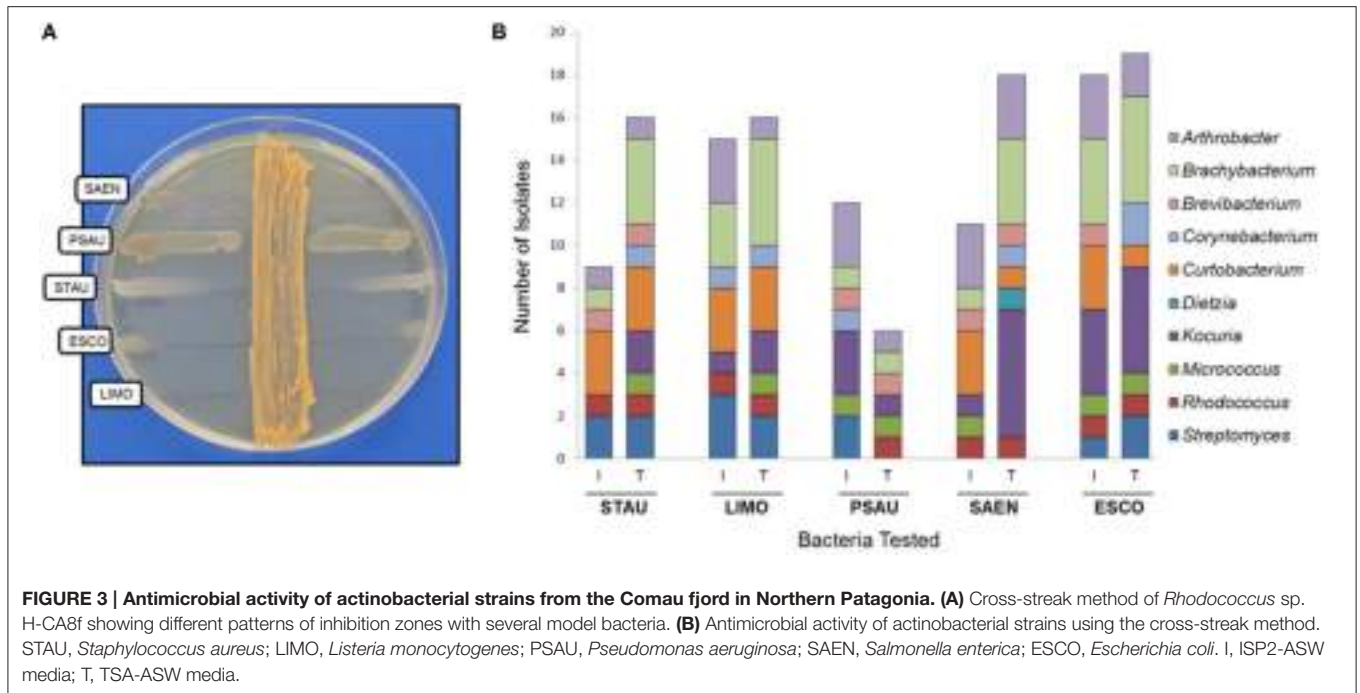 A
SAEN
PSAU
STAU
ESCO
LIMO
B
Number of Isolates
20
18
16
14
12
10
8
6
4
2
0
I T I T I T I T I T
STAU LIMO PSAU SAEN ESCO
Bacteria Tested
Arthrobacter
Brachybacterium
Brevibacterium
Corynebacterium
Curtobacterium
Dietzia
Kocuria
Micrococcus
Rhodococcus
Streptomyces
FIGURE 3 | Antimicrobial activity of actinobacterial strains from the Comau fjord in Northern Patagonia. (A) Cross-streak method of Rhodococcus sp.
H-CA8f showing different patterns of inhibition zones with several model bacteria. (B) Antimicrobial activity of actinobacterial strains using the cross-streak method.
STAU, Staphylococcus aureus; LIMO, Listeria monocytogenes; PSAU, Pseudomonas aeruginosa; SAEN, Salmonella enterica; ESCO, Escherichia coli. I, ISP2-ASW
media; T, TSA-ASW media.